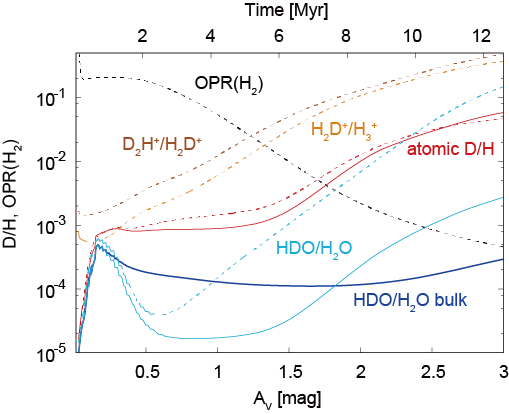 Time [Myr]
2 4 6 8 10 12
OPR(H₂)
10⁻¹
D₂H⁺/H₂D⁺
H₂D⁺/H₃⁺
10⁻²
atomic D/H
D/H, OPR(H₂)
10⁻³
HDO/H₂O
10⁻⁴
HDO/H₂O bulk
10⁻⁵
0.5 1 1.5 2 2.5 3
Aᵥ [mag]